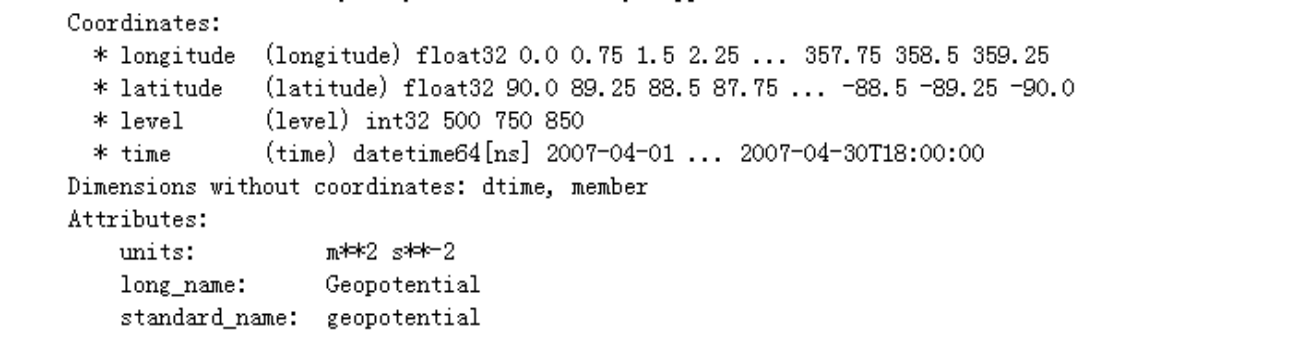 Coordinates:
* longitude (longitude) float32 0.0 0.75 1.5 2.25 ... 357.75 358.5 359.25
* latitude (latitude) float32 90.0 89.25 88.5 87.75 ... -88.5 -89.25 -90.0
* level (level) int32 500 750 850
* time (time) datetime64[ns] 2007-04-01 ... 2007-04-30T18:00:00
Dimensions without coordinates: dtime, member
Attributes:
units: m**2 s**-2
long_name: Geopotential
standard_name: geopotential